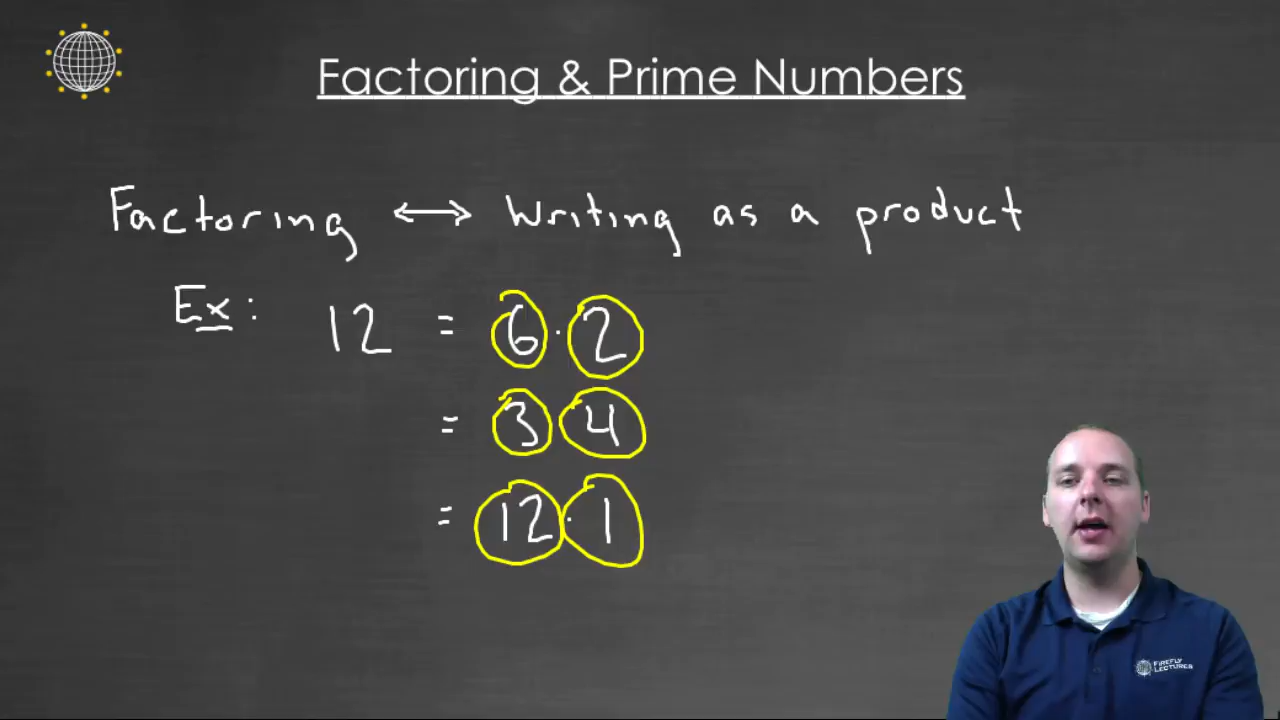 Factoring & Prime Numbers
Factoring ↔ Writing as a product
Ex: 12 = 6 · 2
= 3 4
= 12 · 1
FIREFLY
LECTURES